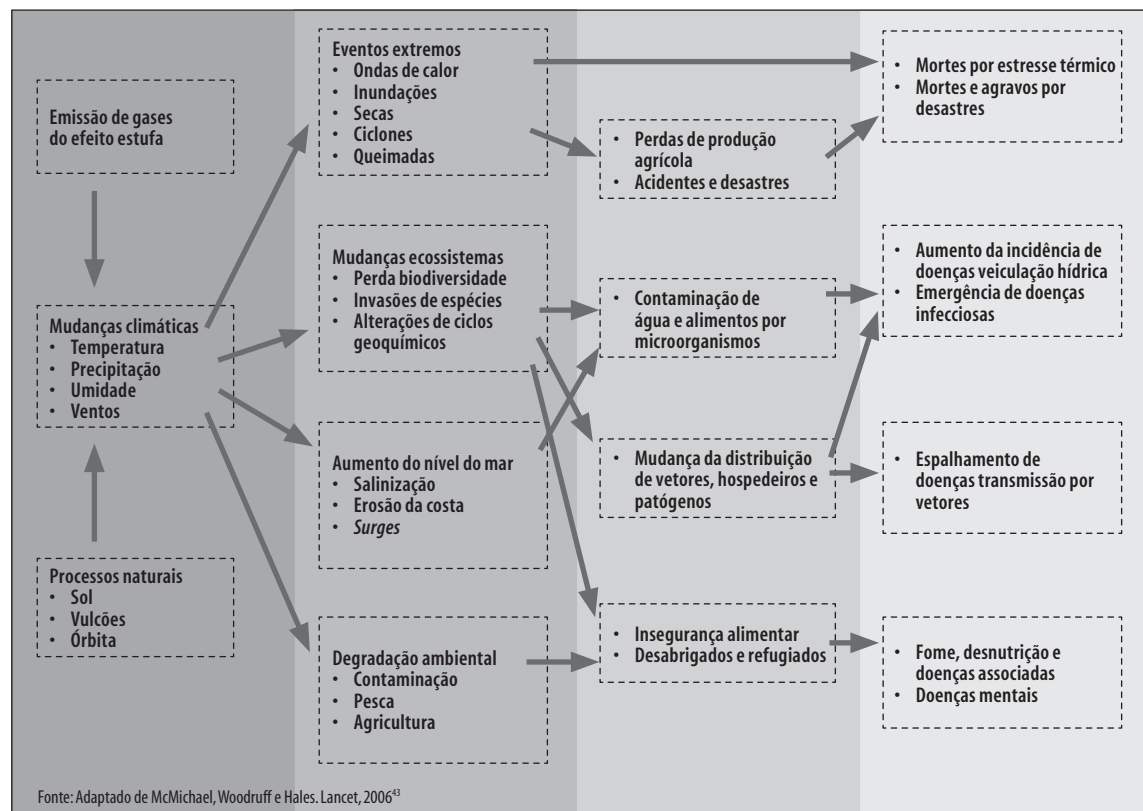 Emissão de gases
do efeito estufa
Mudanças climáticas
• Temperatura
• Precipitação
• Umidade
• Ventos
Processos naturais
• Sol
• Vulcões
• Órbita
Eventos extremos
• Ondas de calor
• Inundações
• Secas
• Ciclones
• Queimadas
Mudanças ecossistemas
• Perda biodiversidade
• Invasões de espécies
• Alterações de ciclos
geoquímicos
Aumento do nível do mar
• Salinização
• Erosão da costa
• Surges
Degradação ambiental
• Contaminação
• Pesca
• Agricultura
• Perdas de produção
agrícola
• Acidentes e desastres
• Contaminação de
água e alimentos por
microorganismos
• Mudança da distribuição
de vetores, hospedeiros e
patógenos
• Insegurança alimentar
• Desabrigados e refugiados
• Mortes por estresse térmico
• Mortes e agravos por
desastres
• Aumento da incidência de
doenças veiculação hídrica
• Emergência de doenças
infecciosas
• Espalhamento de
doenças transmissão por
vetores
• Fome, desnutrição e
doenças associadas
• Doenças mentais
Fonte: Adaptado de McMichael, Woodruff e Hales. Lancet, 2006⁴³